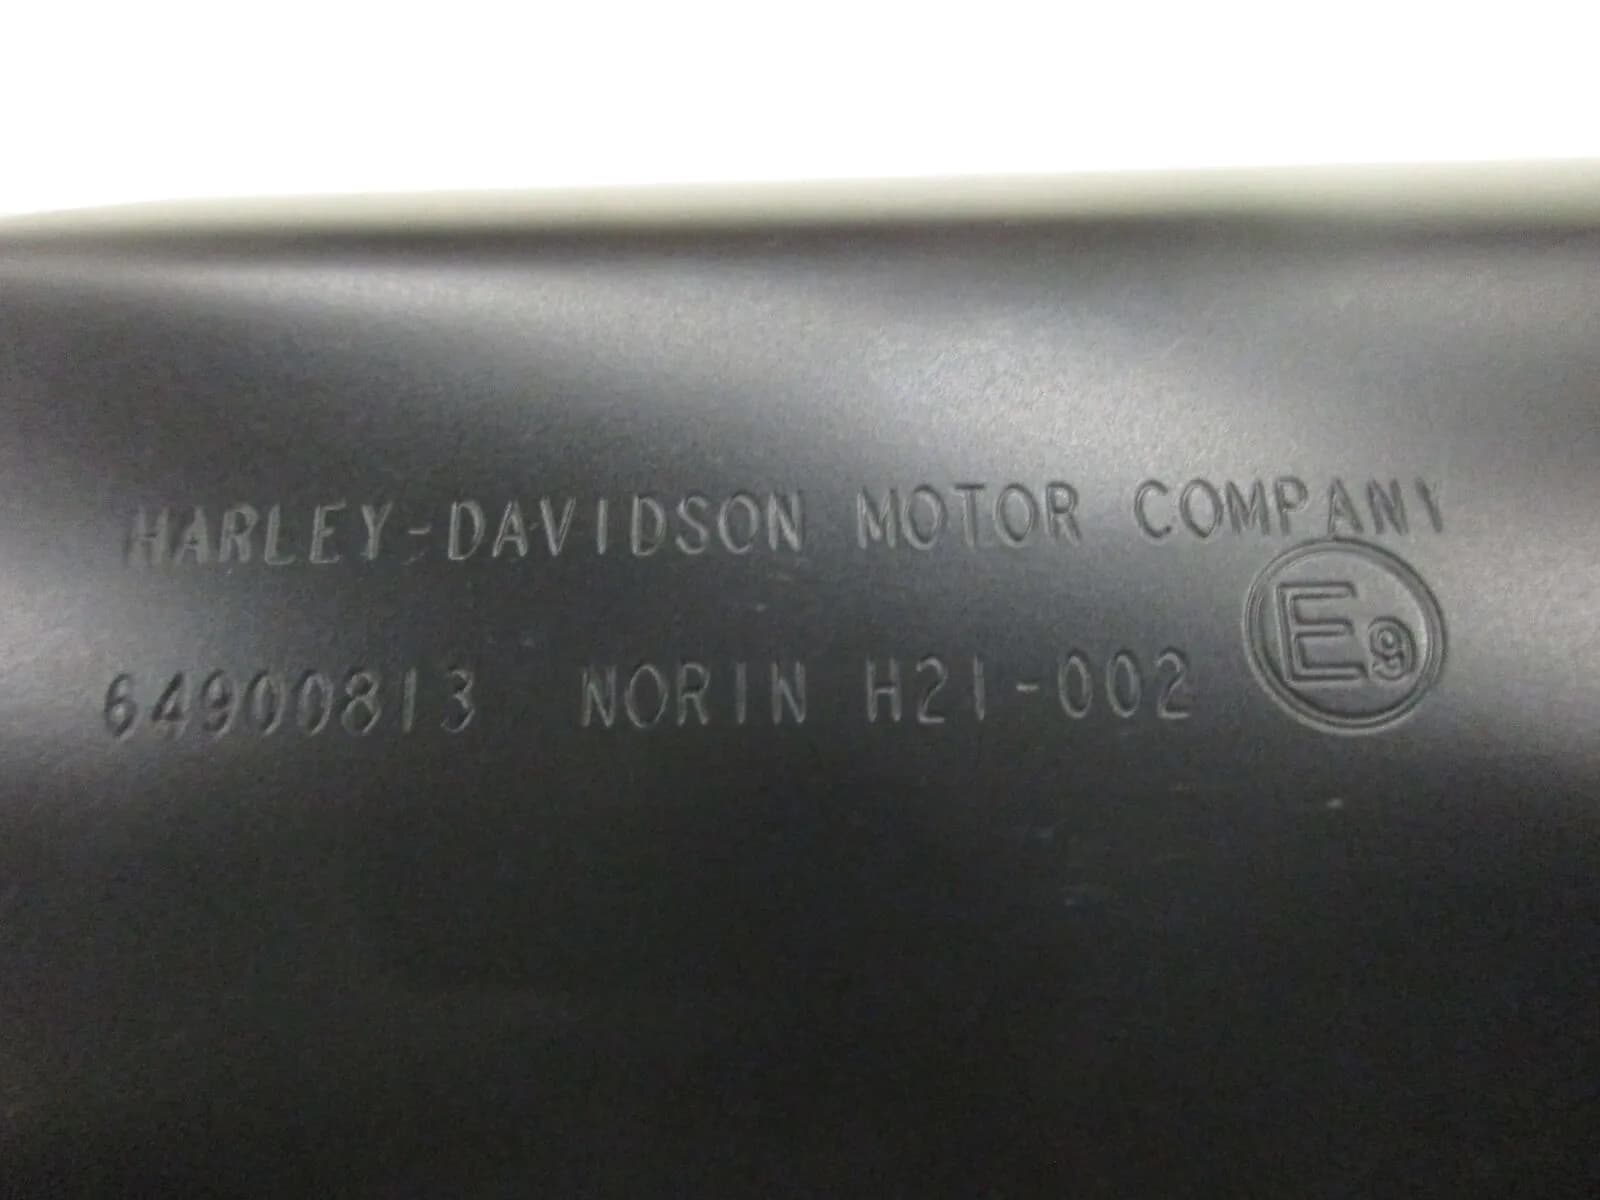 HARLEY-DAVIDSON MOTOR COMPANY
64900813 NORIN H21-002 E9